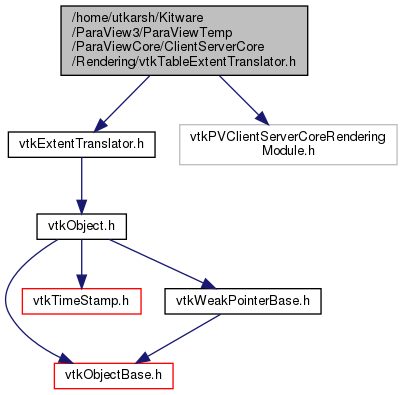 /home/utkarsh/Kitware
/ParaView3/ParaViewTemp
/ParaViewCore/ClientServerCore
/Rendering/vtkTableExtentTranslator.h
vtkExtentTranslator.h
vtkPVClientServerCoreRendering
Module.h
vtkObject.h
vtkTimeStamp.h
vtkWeakPointerBase.h
vtkObjectBase.h